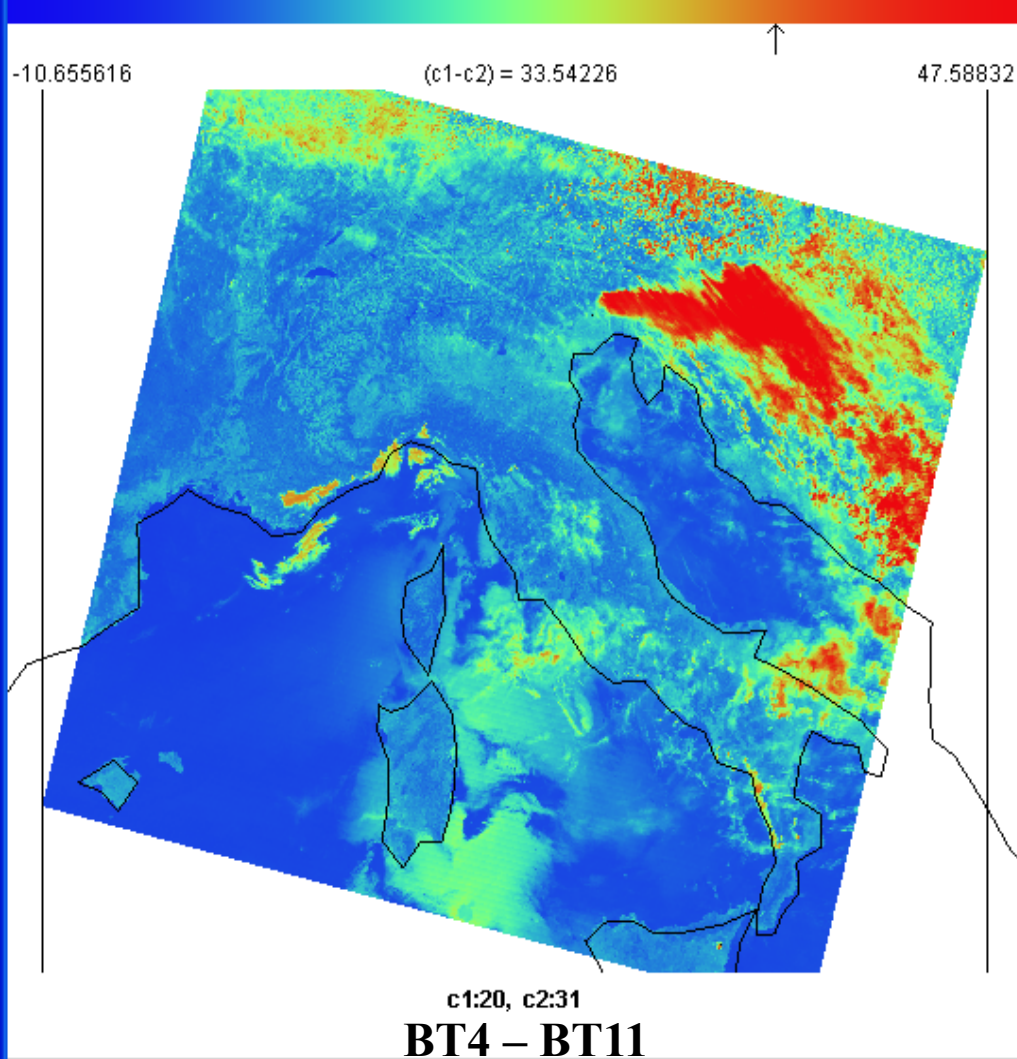 -10.655616 (c1-c2) = 33.54226 47.58832
c1:20, c2:31
BT4 – BT11